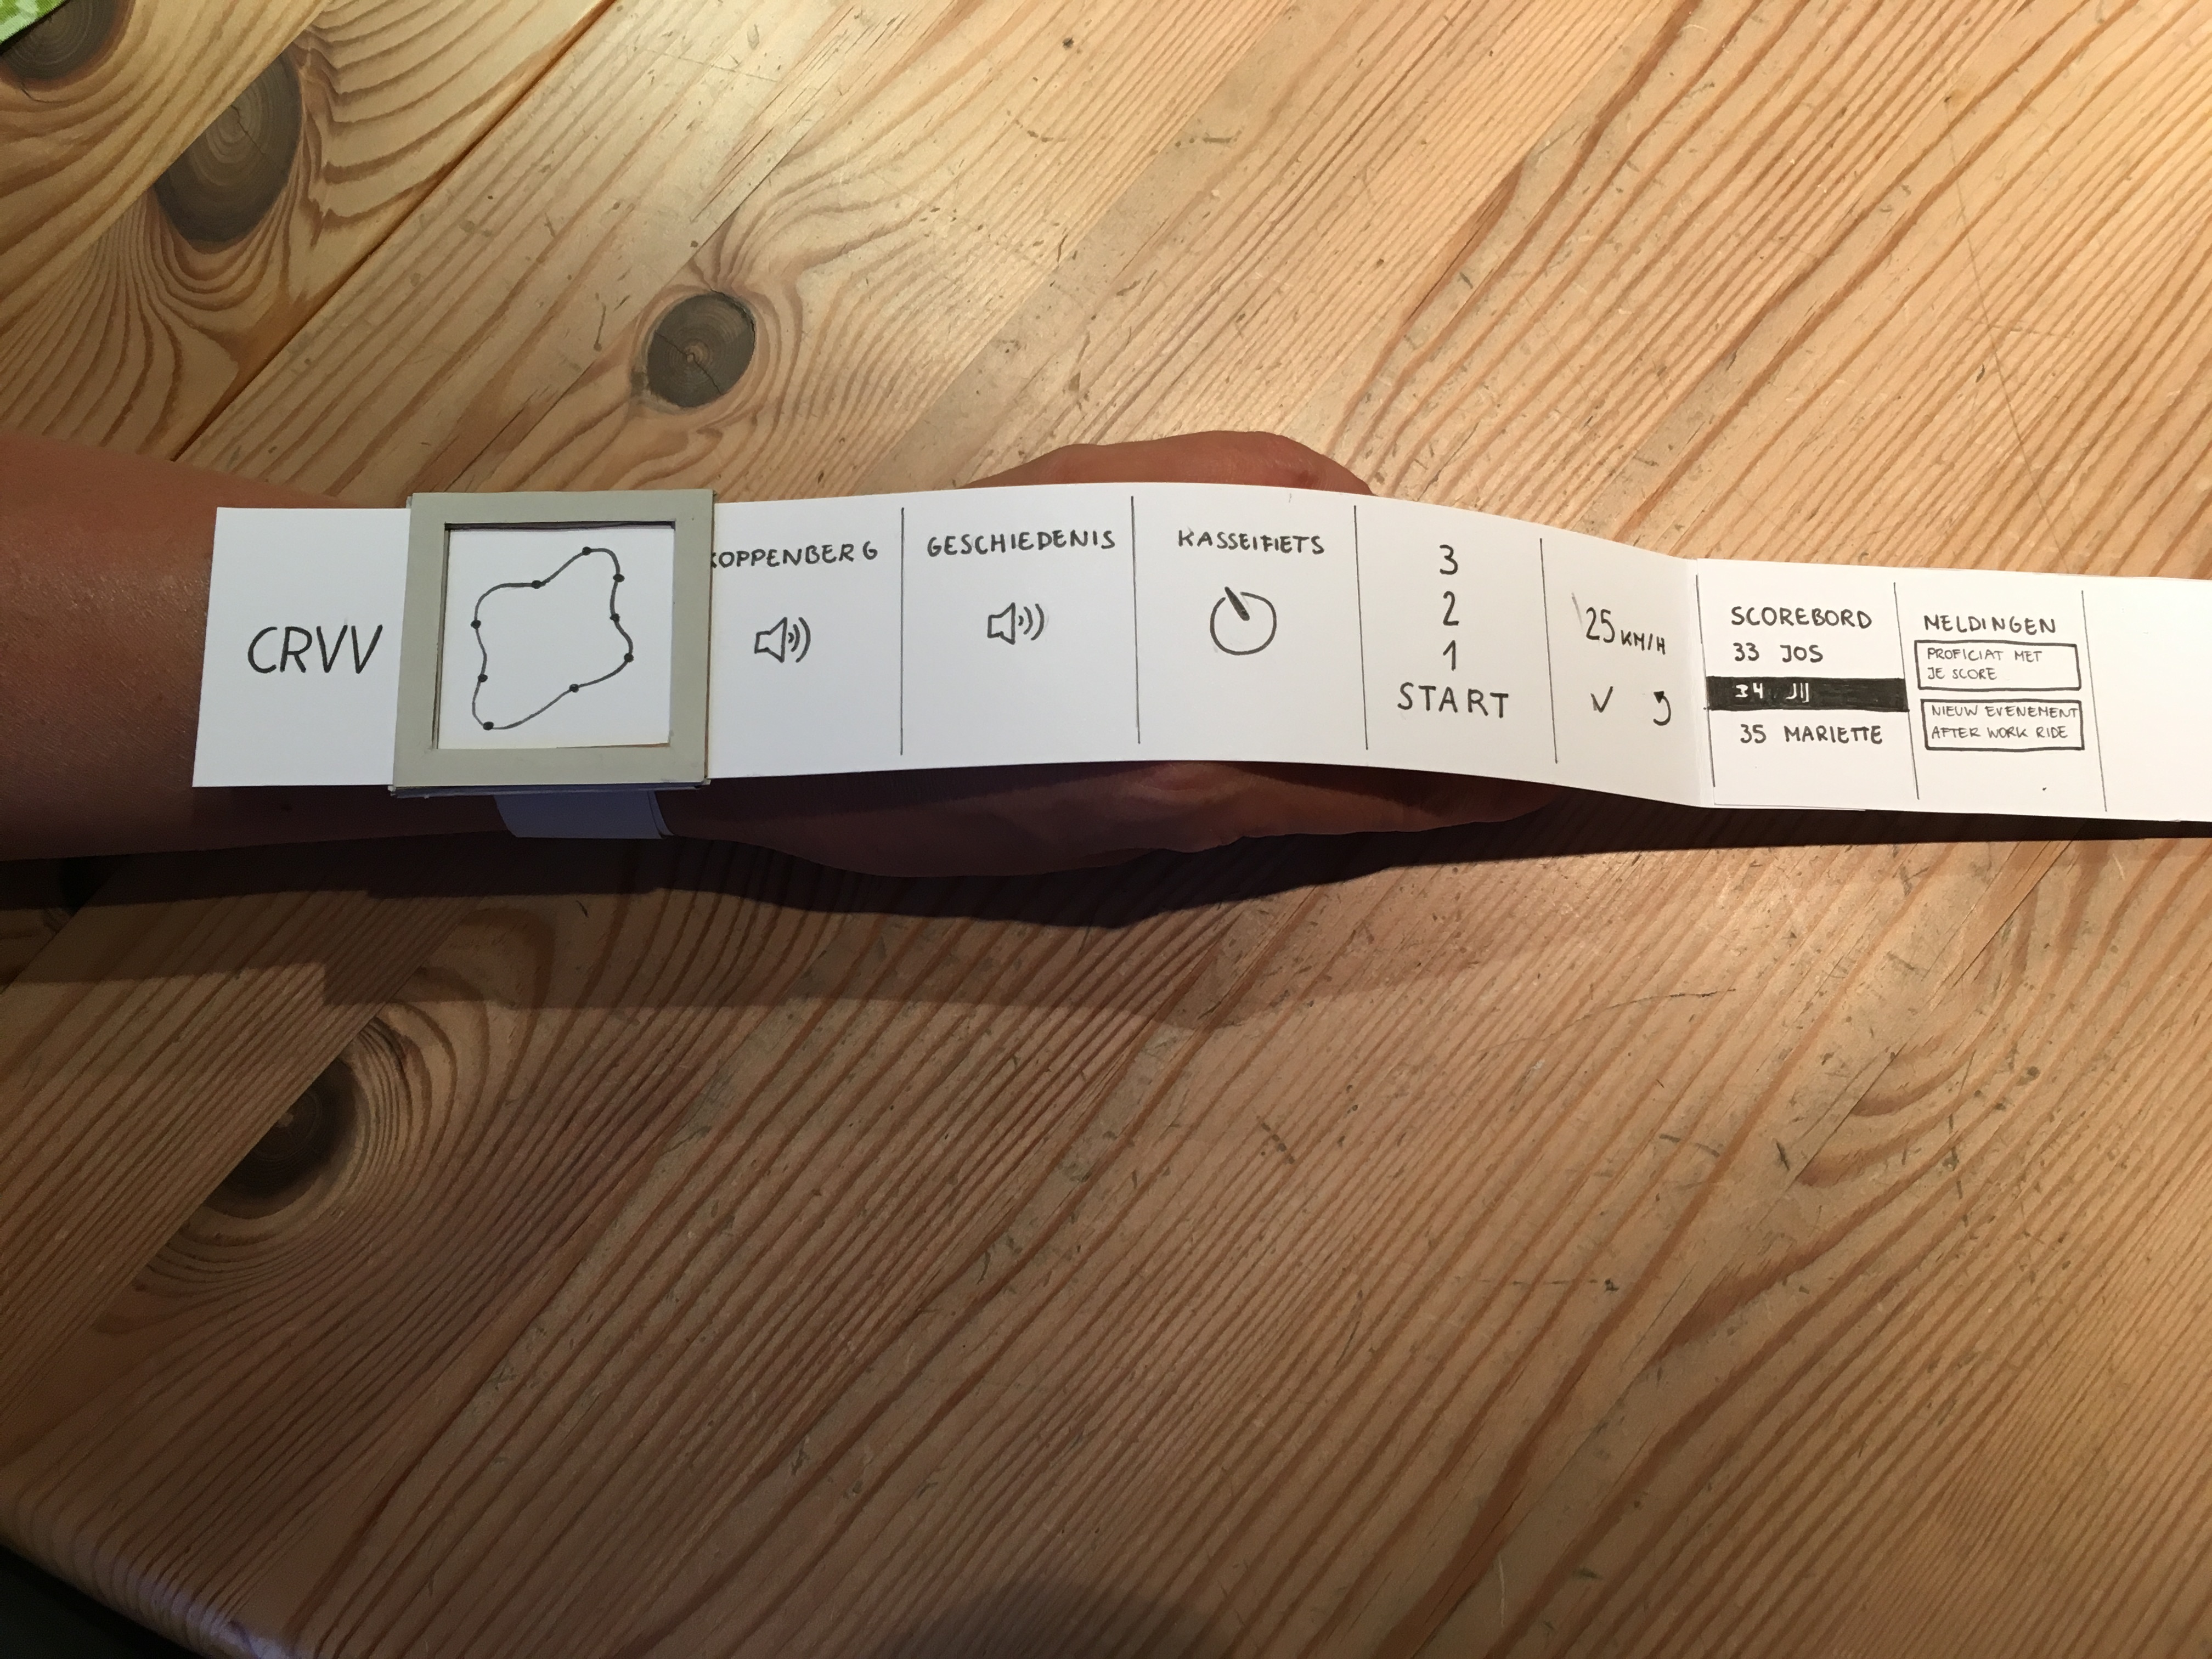 CRVV
OPPENBERG
GESCHIEDENIS
KASSEIFIETS
3
2
1
START
25 KM/H
SCOREBORD
33 JOS
34 JIJ
35 MARIETTE
MELDINGEN
PROFICIAT MET
JE SCORE
NIEUW EVENEMENT
AFTER WORK RIDE